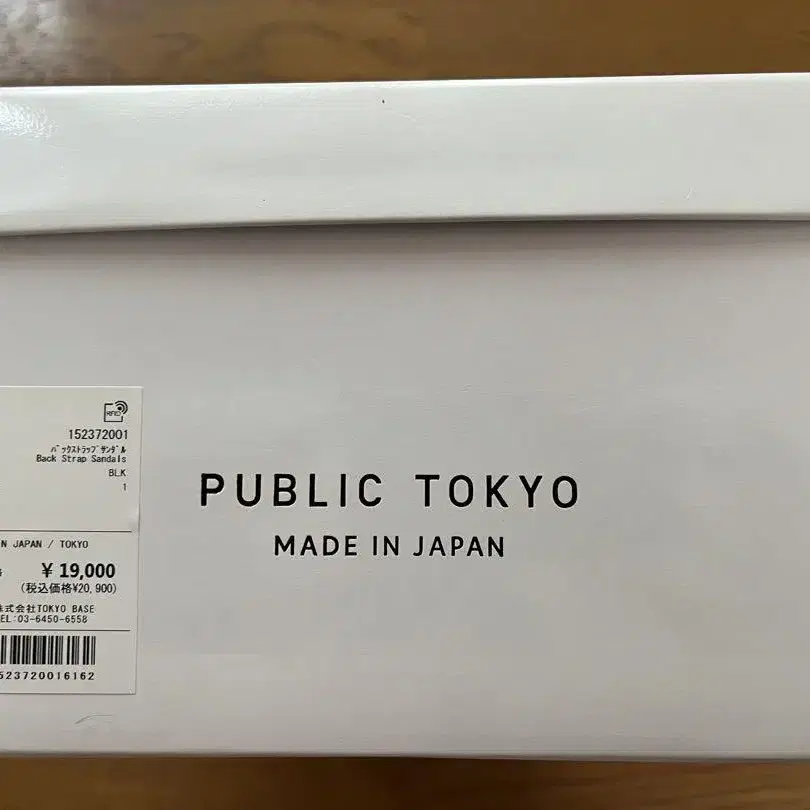 RFID
152372001
バックストラップサンダル
Back Strap Sandals
BLK
1
N JAPAN / TOKYO
¥ 19,000
(税込価格¥20,900)
式会社TOKYO BASE
EL:03-6450-6558
523720016162
PUBLIC TOKYO
MADE IN JAPAN